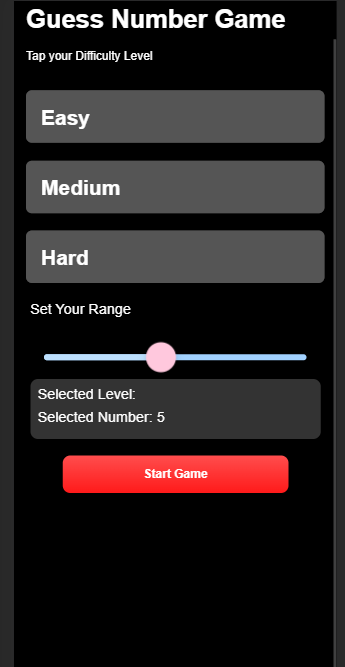 Guess Number Game
Tap your Difficulty Level
Easy
Medium
Hard
Set Your Range
Selected Level:
Selected Number: 5
Start Game